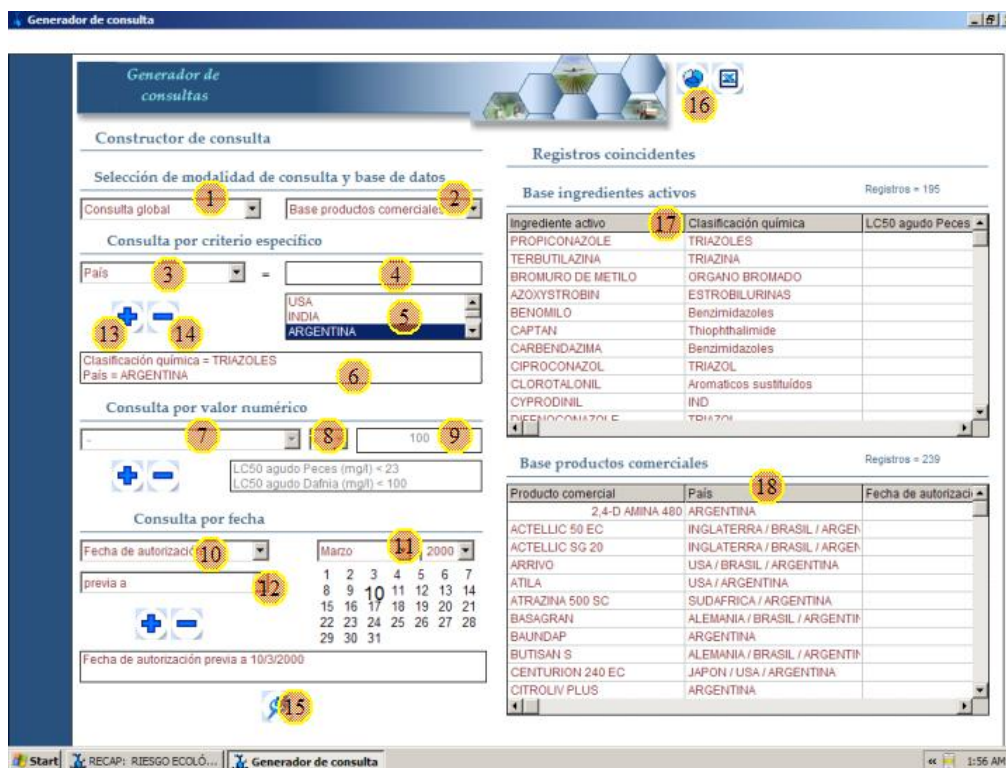 Generador de consulta
Generador de
consultas
16
Constructor de consulta
Selección de modalidad de consulta y base de datos
1
2
Consulta global
Base productos comerciales
Consulta por criterio específico
País
3
=
4
USA
INDIA
ARGENTINA
5
13
14
Clasificación química = TRIAZOLES
País = ARGENTINA
6
Consulta por valor numérico
-
7
8
100
9
LC50 agudo Peces (mg/l) < 23
LC50 agudo Dafnia (mg/l) < 100
Consulta por fecha
Fecha de autorización
10
Marzo
11
2000
previa a
12
1 2 3 4 5 6 7
8 9 10 11 12 13 14
15 16 17 18 19 20 21
22 23 24 25 26 27 28
29 30 31
Fecha de autorización previa a 10/3/2000
15
Registros coincidentes
Base ingredientes activos
Registros = 195
17
Ingrediente activo Clasificación química LC50 agudo Peces
PROPICONAZOLE TRIAZOLES
TERBUTILAZINA TRIAZINA
BROMURO DE METILO ORGANO BROMADO
AZOXYSTROBIN ESTROBILURINAS
BENOMILO Benzimidazoles
CAPTAN Thiophthalimide
CARBENDAZIMA Benzimidazoles
CIPROCONAZOL TRIAZOL
CLOROTALONIL Aromaticos sustituídos
CYPRODINIL IND
DIFENOCONAZOLE TRIAZOL
Base productos comerciales
Registros = 239
18
Producto comercial País Fecha de autorizaci
2,4-D AMINA 480 ARGENTINA
ACTELLIC 50 EC INGLATERRA / BRASIL / ARGEN
ACTELLIC SG 20 INGLATERRA / BRASIL / ARGEN
ARRIVO USA / BRASIL / ARGENTINA
ATILA USA / ARGENTINA
ATRAZINA 500 SC SUDAFRICA / ARGENTINA
BASAGRAN ALEMANIA / BRASIL / ARGENTIN
BAUNDAP ARGENTINA
BUTISAN S ALEMANIA / BRASIL / ARGENTIN
CENTURION 240 EC JAPON / USA / ARGENTINA
CITROLIV PLUS ARGENTINA
Start RECAP: RIESGO ECOLÓ... Generador de consulta 1:56 AM